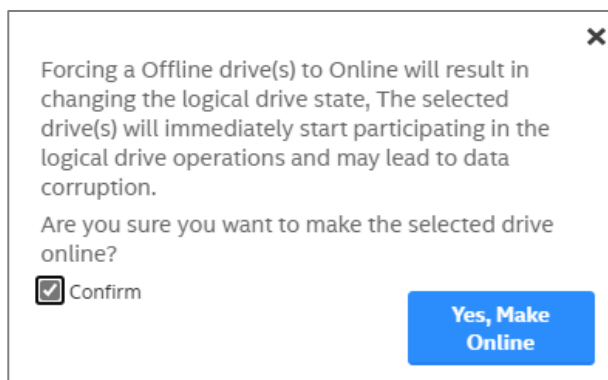 Forcing a Offline drive(s) to Online will result in
changing the logical drive state, The selected
drive(s) will immediately start participating in the
logical drive operations and may lead to data
corruption.
Are you sure you want to make the selected drive
online?
Confirm
Yes, Make
Online